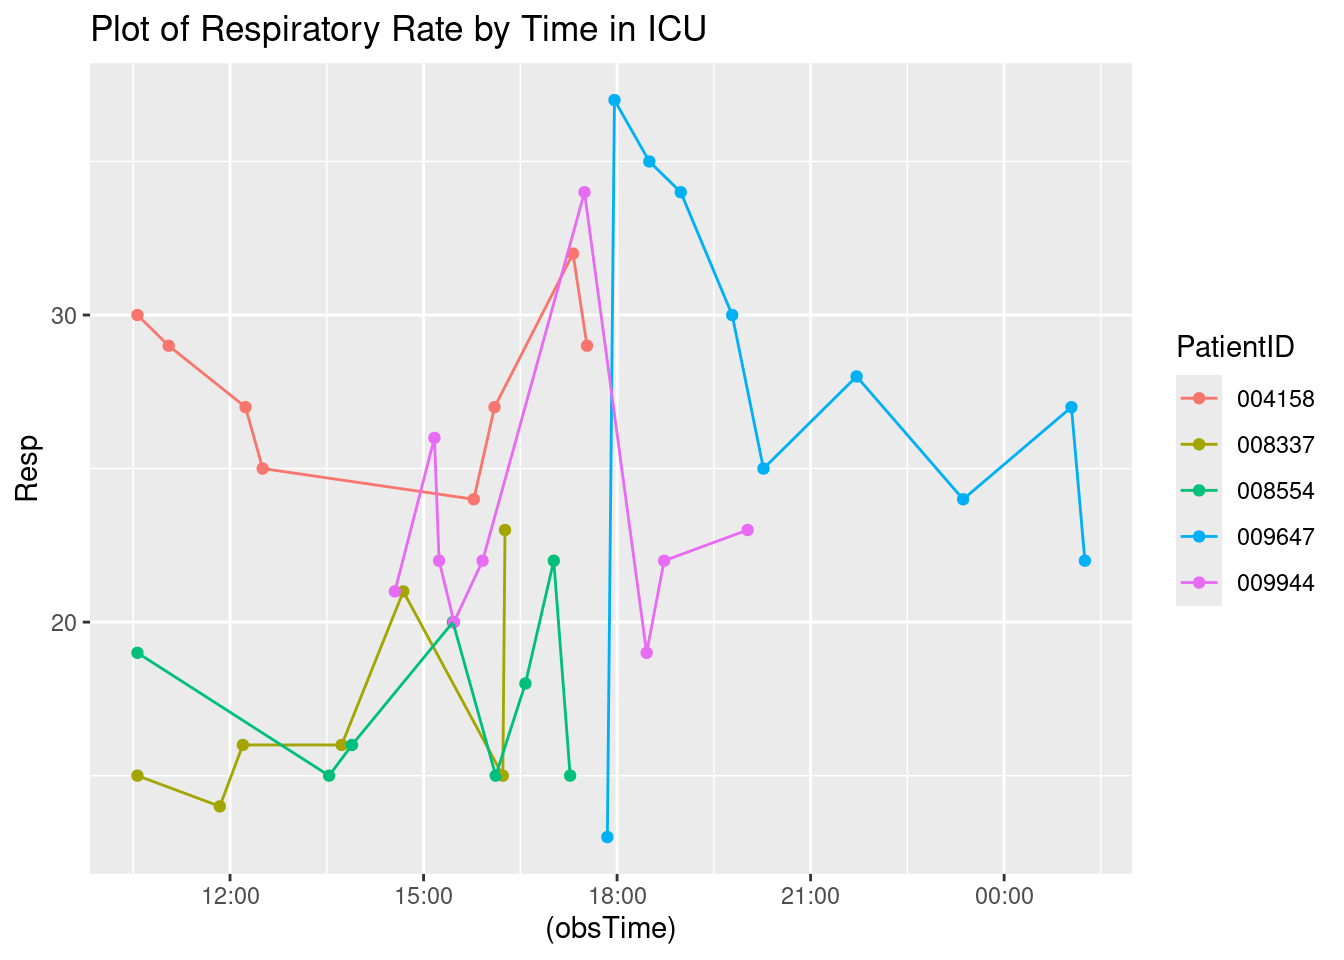 Plot of Respiratory Rate by Time in ICU
Resp
30
20
12:00 15:00 18:00 21:00 00:00
(obsTime)
PatientID
004158
008337
008554
009647
009944